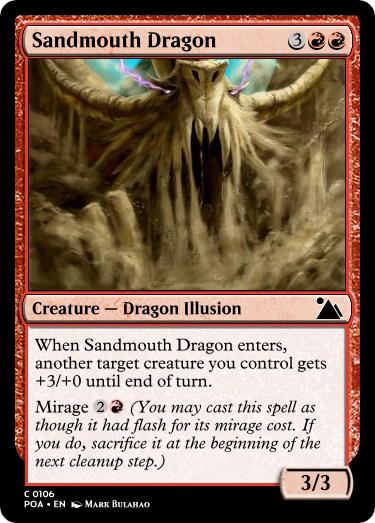 Sandmouth Dragon 3
Creature — Dragon Illusion
When Sandmouth Dragon enters,
another target creature you control gets
+3/+0 until end of turn.
Mirage 2 (You may cast this spell as
though it had flash for its mirage cost. If
you do, sacrifice it at the beginning of the
next cleanup step.)
3/3
C 0106
POA • EN Mark Bulahao